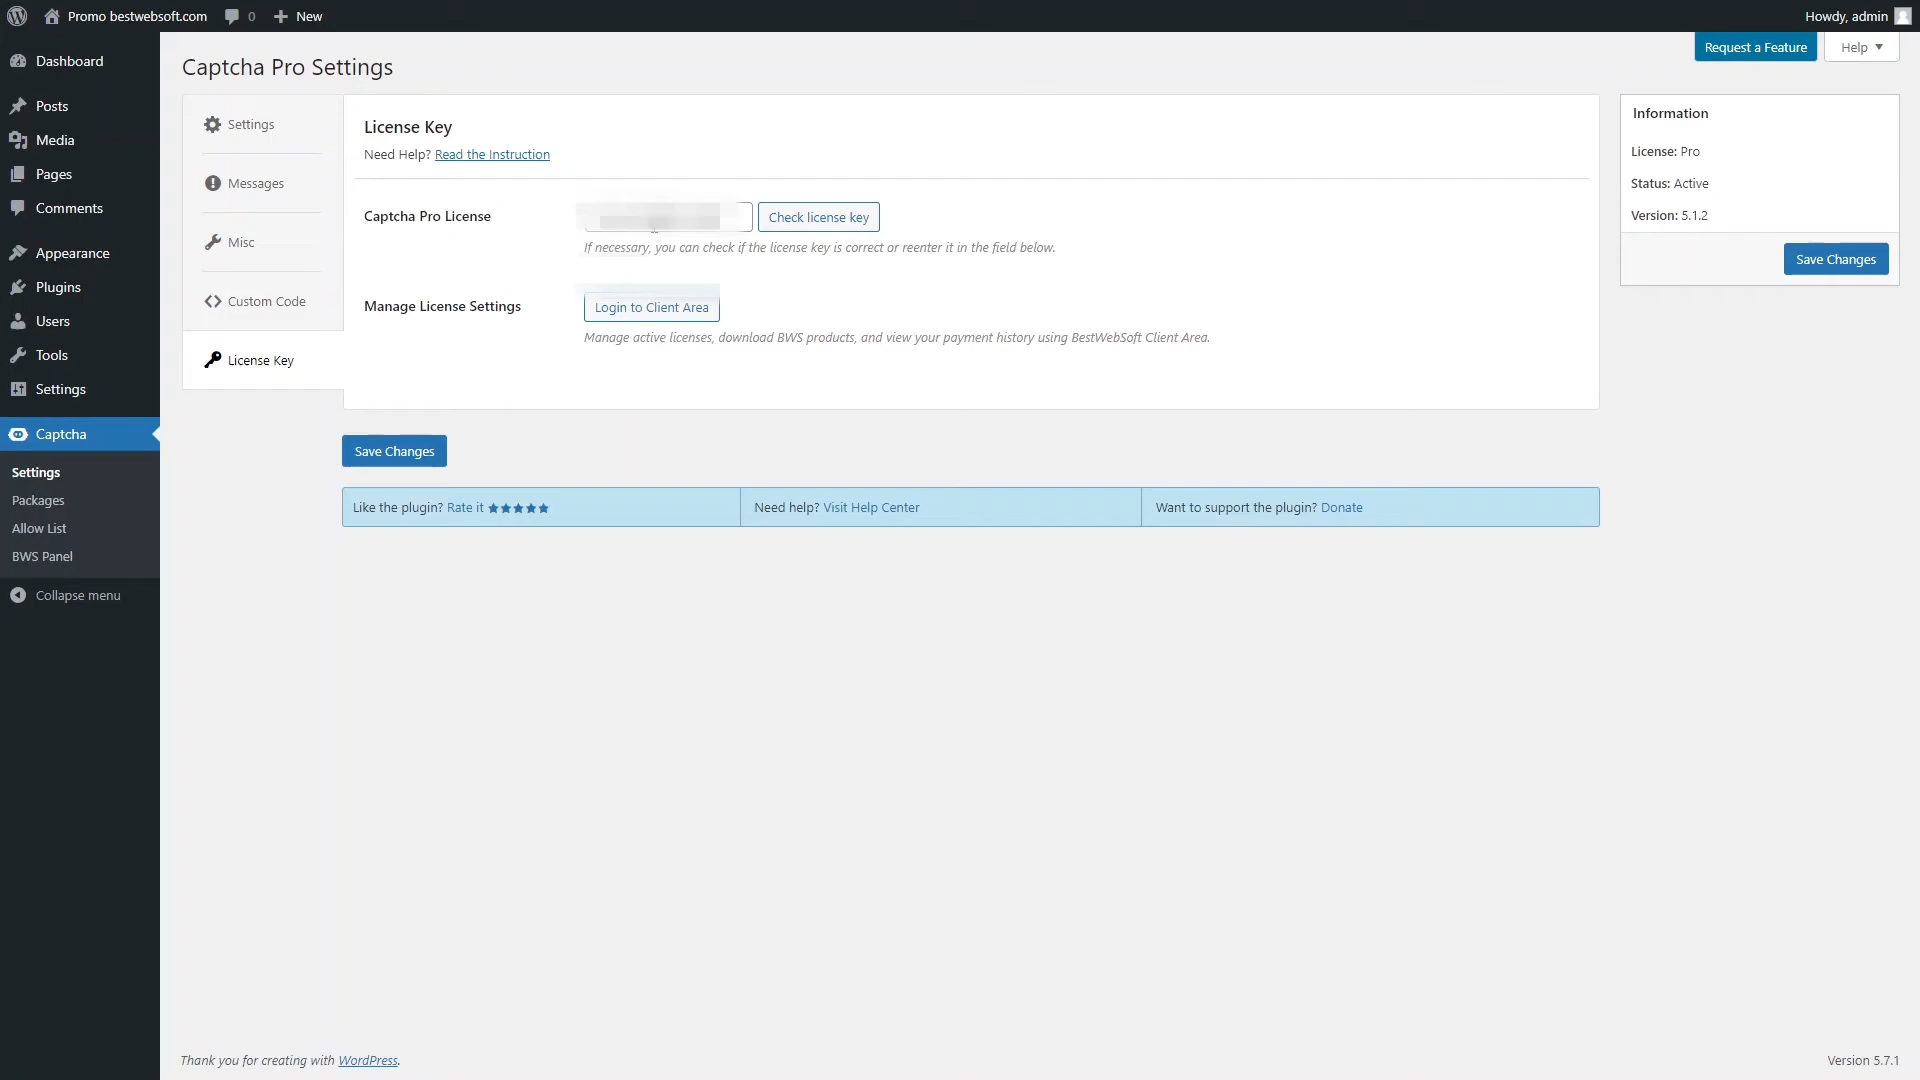 Promo bestwebsoft.com 0 New Howdy, admin
Dashboard
Posts
Media
Pages
Comments
Appearance
Plugins
Users
Tools
Settings
Captcha
Settings
Packages
Allow List
BWS Panel
Collapse menu
Request a Feature
Help
Captcha Pro Settings
Settings
Messages
Misc
Custom Code
License Key
License Key
Need Help? Read the Instruction
Captcha Pro License
Check license key
If necessary, you can check if the license key is correct or reenter it in the field below.
Manage License Settings
Login to Client Area
Manage active licenses, download BWS products, and view your payment history using BestWebSoft Client Area.
Save Changes
Like the plugin? Rate it
Need help? Visit Help Center
Want to support the plugin? Donate
Information
License: Pro
Status: Active
Version: 5.1.2
Save Changes
Thank you for creating with WordPress.
Version 5.7.1